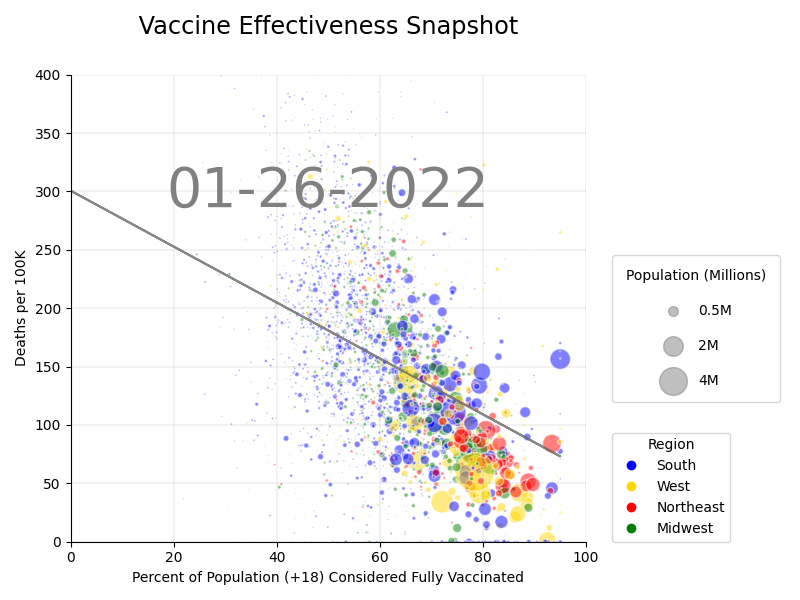 Vaccine Effectiveness Snapshot
400
350
300
250
200
150
100
50
0
Deaths per 100K
01-26-2022
0 20 40 60 80 100
Percent of Population (+18) Considered Fully Vaccinated
Population (Millions)
0.5M
2M
4M
Region
South
West
Northeast
Midwest